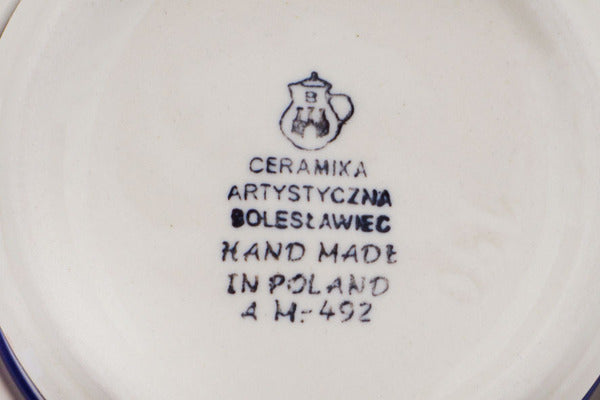 B
CERAMIKA
ARTYSTYCZNA
BOLESŁAWIEC
HAND MADE
IN POLAND
A M-492